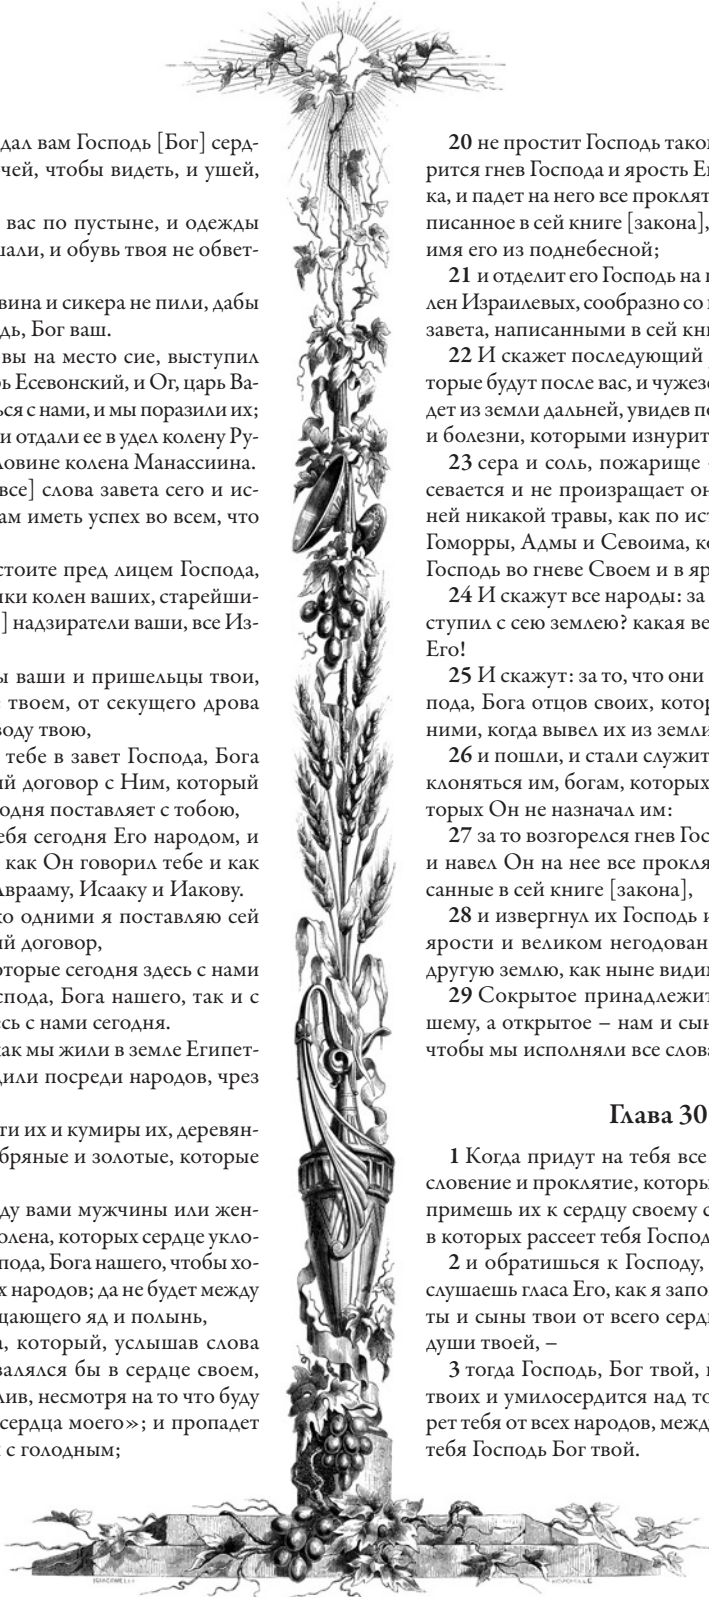 дал вам Господь [Бог] серд-
чей, чтобы видеть, и ушей,
вас по пустыне, и одежды
шали, и обувь твоя не обвет-
вина и сикера не пили, дабы
дь, Бог ваш.
вы на место сие, выступил
рь Есевонский, и Ог, царь Ва-
ься с нами, и мы поразили их;
и отдали ее в удел колену Ру-
ловине колена Манассиина.
все] слова завета сего и ис-
ам иметь успех во всем, что
стоите пред лицем Господа,
ики колен ваших, старейши-
] надзиратели ваши, все Из-
ы ваши и пришельцы твои,
твоем, от секущего дрова
воду твою,
тебе в завет Господа, Бога
ый договор с Ним, который
годня поставляет с тобою,
ебя сегодня Его народом, и
как Он говорил тебе и как
Аврааму, Исааку и Иакову.
ко одними я поставляю сей
ый договор,
оторые сегодня здесь с нами
спода, Бога нашего, так и с
есь с нами сегодня.
как мы жили в земле Египет-
дили посреди народов, чрез
ти их и кумиры их, деревян-
бряные и золотые, которые
ду вами мужчины или жен-
олена, которых сердце укло-
пода, Бога нашего, чтобы хо-
х народов; да не будет между
щающего яд и полынь,
а, который, услышав слова
валялся бы в сердце своем,
лив, несмотря на то что буду
сердца моего»; и пропадет
с голодным;
20 не простит Господь таком
рится гнев Господа и ярость Ег
ка, и падет на него все проклят
писанное в сей книге [закона],
имя его из поднебесной;
21 и отделит его Господь на п
лен Израилевых, сообразно со
завета, написанными в сей кни
22 И скажет последующий
торые будут после вас, и чужезе
дет из земли дальней, увидев по
и болезни, которыми изнурит
23 сера и соль, пожарище –
севается и не произращает он
ней никакой травы, как по ист
Гоморры, Адмы и Севоима, ко
Господь во гневе Своем и в яр
24 И скажут все народы: за
ступил с сею землею? какая ве
Его!
25 И скажут: за то, что они
пода, Бога отцов своих, котор
ними, когда вывел их из земли
26 и пошли, и стали служит
клоняться им, богам, которых
торых Он не назначал им:
27 за то возгорелся гнев Гос
и навел Он на нее все прокля
санные в сей книге [закона],
28 и извергнул их Господь и
ярости и великом негодован
другую землю, как ныне видим
29 Сокрытое принадлежит
шему, а открытое – нам и сын
чтобы мы исполняли все слова
Глава 30
1 Когда придут на тебя все
словение и проклятие, которы
примешь их к сердцу своему с
в которых рассеет тебя Господ
2 и обратишься к Господу,
слушаешь гласа Его, как я запо
ты и сыны твои от всего серд
души твоей, –
3 тогда Господь, Бог твой,
твоих и умилосердится над то
рет тебя от всех народов, межд
тебя Господь Бог твой.